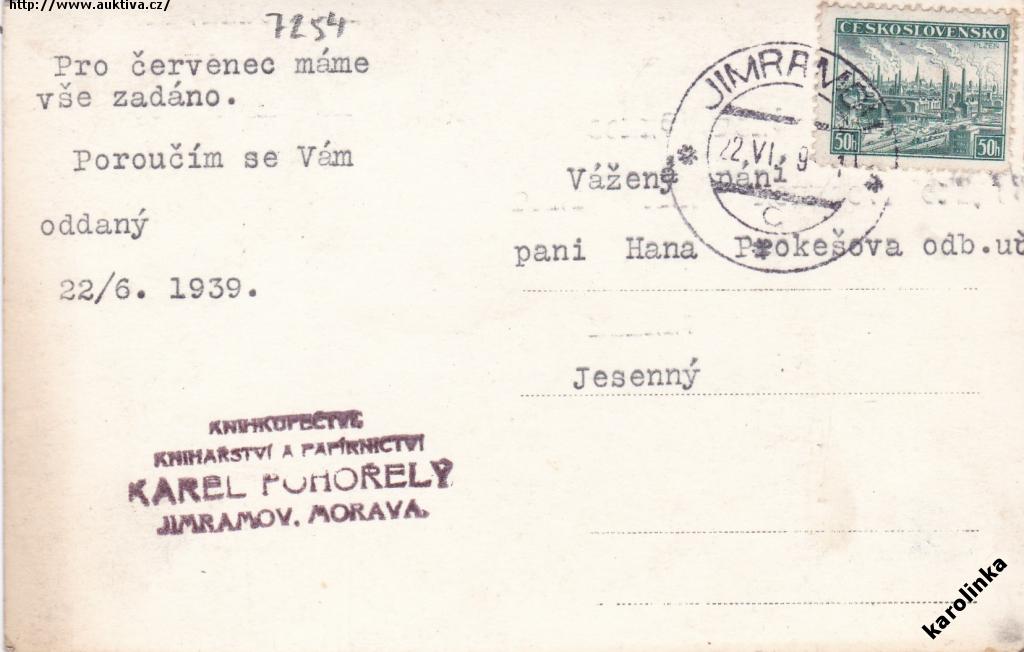 http://www.auktiva.cz/
7254
Pro červenec máme
vše zadáno.
Poroučím se Vám
oddaný
22/6. 1939.
KNIHKUPECTVÍ,
KNIHAŘSTVÍ A PAPÍRNICTVÍ
KAREL POHOŘELÝ
JIMRAMOV, MORAVA.
ČESKOSLOVENSKO
PLZEŇ
50h 50h
JIMRAMOV
22.VI.
C
Vážená paní
pani Hana Prokešova odb.uč
Jesenný
karolinka